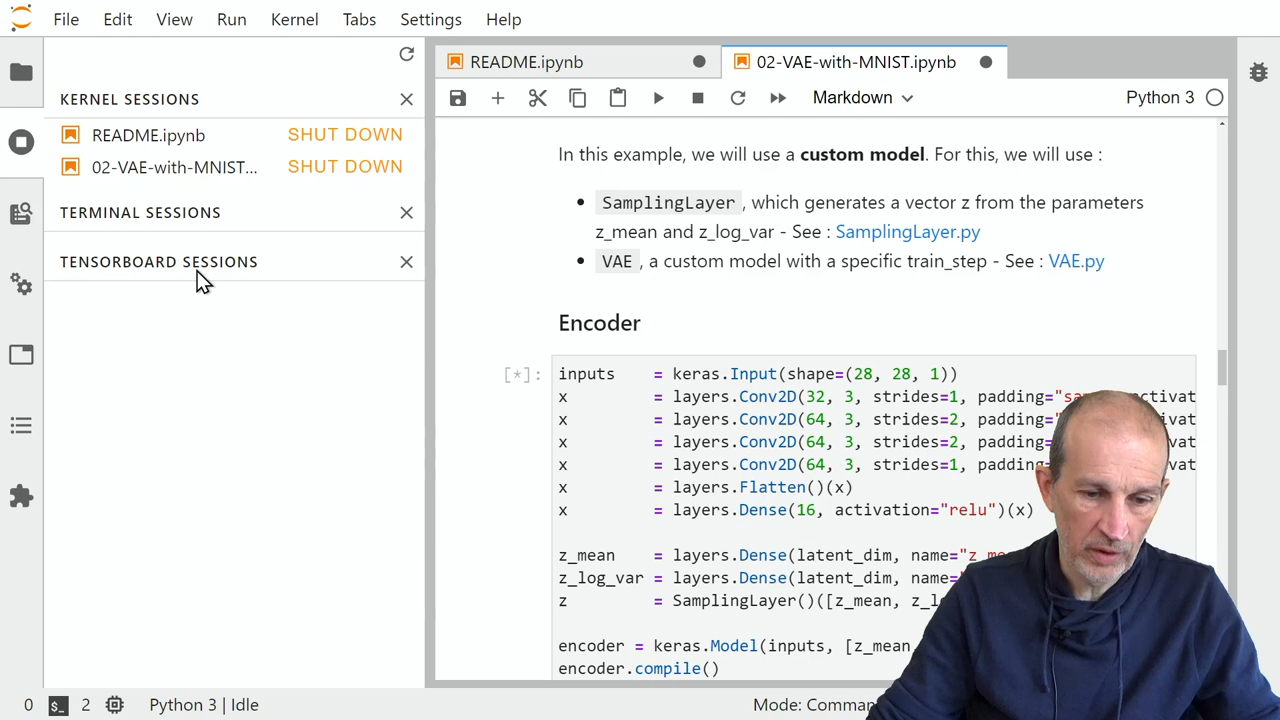 File Edit View Run Kernel Tabs Settings Help
KERNEL SESSIONS
README.ipynb SHUT DOWN
02-VAE-with-MNIST... SHUT DOWN
TERMINAL SESSIONS
TENSORBOARD SESSIONS
README.ipynb 02-VAE-with-MNIST.ipynb
Markdown Python 3
In this example, we will use a custom model. For this, we will use :
• SamplingLayer , which generates a vector z from the parameters
z_mean and z_log_var - See : SamplingLayer.py
• VAE , a custom model with a specific train_step - See : VAE.py
Encoder
[*]: inputs = keras.Input(shape=(28, 28, 1))
x = layers.Conv2D(32, 3, strides=1, padding="sa
x = layers.Conv2D(64, 3, strides=2, padding="
x = layers.Conv2D(64, 3, strides=2, padding=
x = layers.Conv2D(64, 3, strides=1, padding=
x = layers.Flatten()(x)
x = layers.Dense(16, activation="relu")(x)
z_mean = layers.Dense(latent_dim, name="z_m
z_log_var = layers.Dense(latent_dim, name=
z = SamplingLayer()([z_mean,
encoder = keras.Model(inputs, [z_mean,
encoder.compile()
0 $_ 2 Python 3 | Idle Mode: